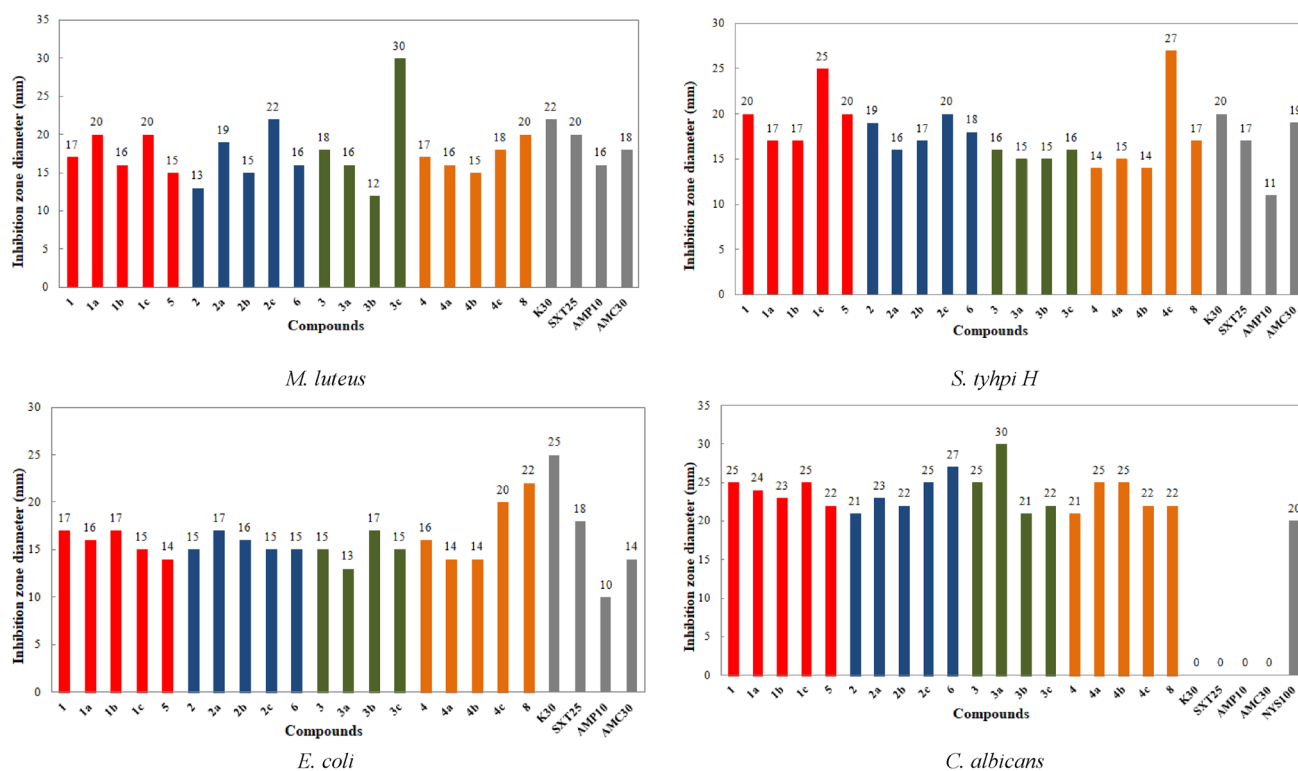 35
30
25
20
15
10
5
0
Inhibition zone diameter (mm)
17 20 16 20 15 13 19 15 22 16 18 16 12 30 17 16 15 18 20 22 20 16 18
1 1a 1b 1c 5 2 2a 2b 2c 6 3 3a 3b 3c 4 4a 4b 4c 8 K30 SXT25 AMP10 AMC30
Compounds
M. luteus
30
25
20
15
10
5
0
Inhibition zone diameter (mm)
20 17 17 25 20 19 16 17 20 18 16 15 15 16 14 15 14 27 17 20 17 11 19
1 1a 1b 1c 5 2 2a 2b 2c 6 3 3a 3b 3c 4 4a 4b 4c 8 K30 SXT25 AMP10 AMC30
Compounds
S. tyhpi H
30
25
20
15
10
5
0
Inhibition zone diameter (mm)
17 16 17 15 14 15 17 16 15 15 15 13 17 15 16 14 14 20 22 25 18 10 14
1 1a 1b 1c 5 2 2a 2b 2c 6 3 3a 3b 3c 4 4a 4b 4c 8 K30 SXT25 AMP10 AMC30
Compounds
E. coli
35
30
25
20
15
10
5
0
Inhibition zone diameter (mm)
25 24 23 25 22 21 23 22 25 27 25 30 21 22 21 25 25 22 22 0 0 0 0 20
1 1a 1b 1c 5 2 2a 2b 2c 6 3 3a 3b 3c 4 4a 4b 4c 8 K30 SXT25 AMP10 AMC30 NYS100
Compounds
C. albicans